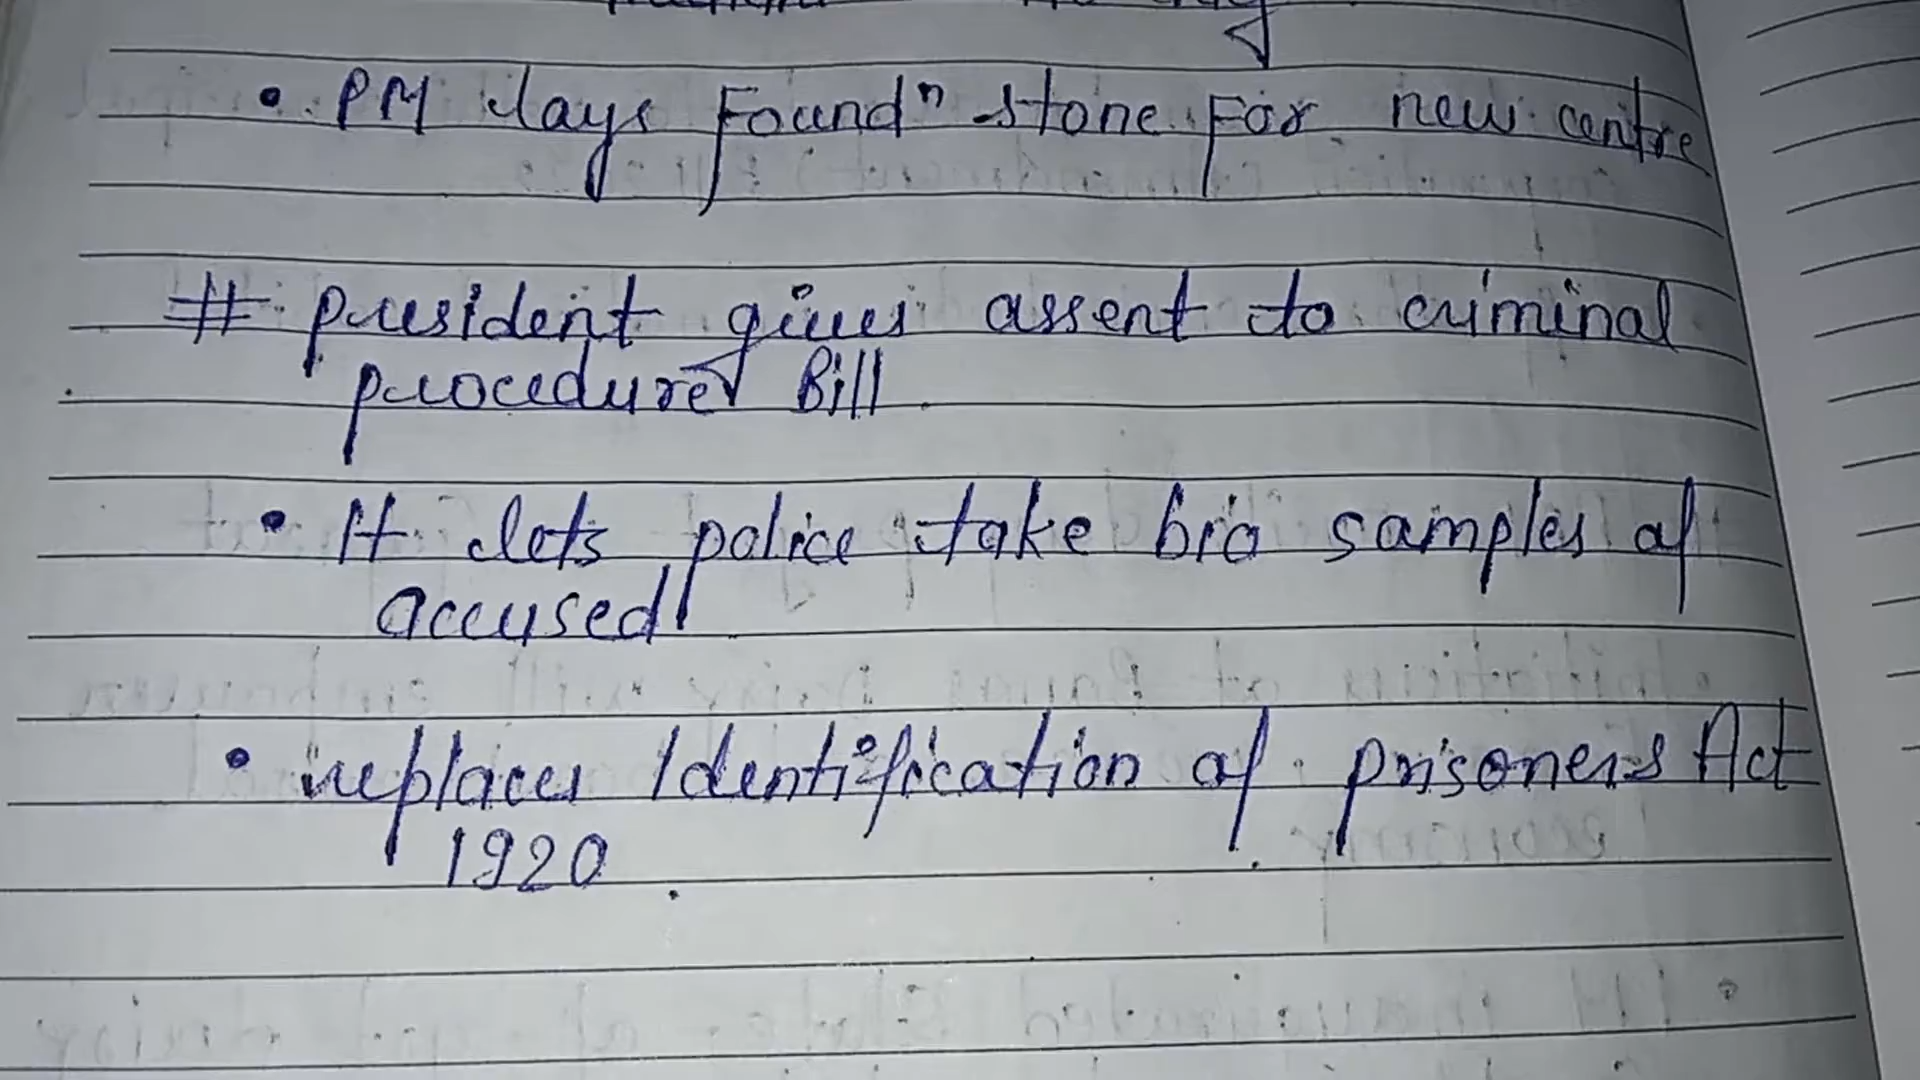 • PM lays Foundⁿ stone For new centre
# president gives assent to criminal
procedure Bill
• It lets police take bio samples of
accused
• replaces Identification of prisoners Act
1920